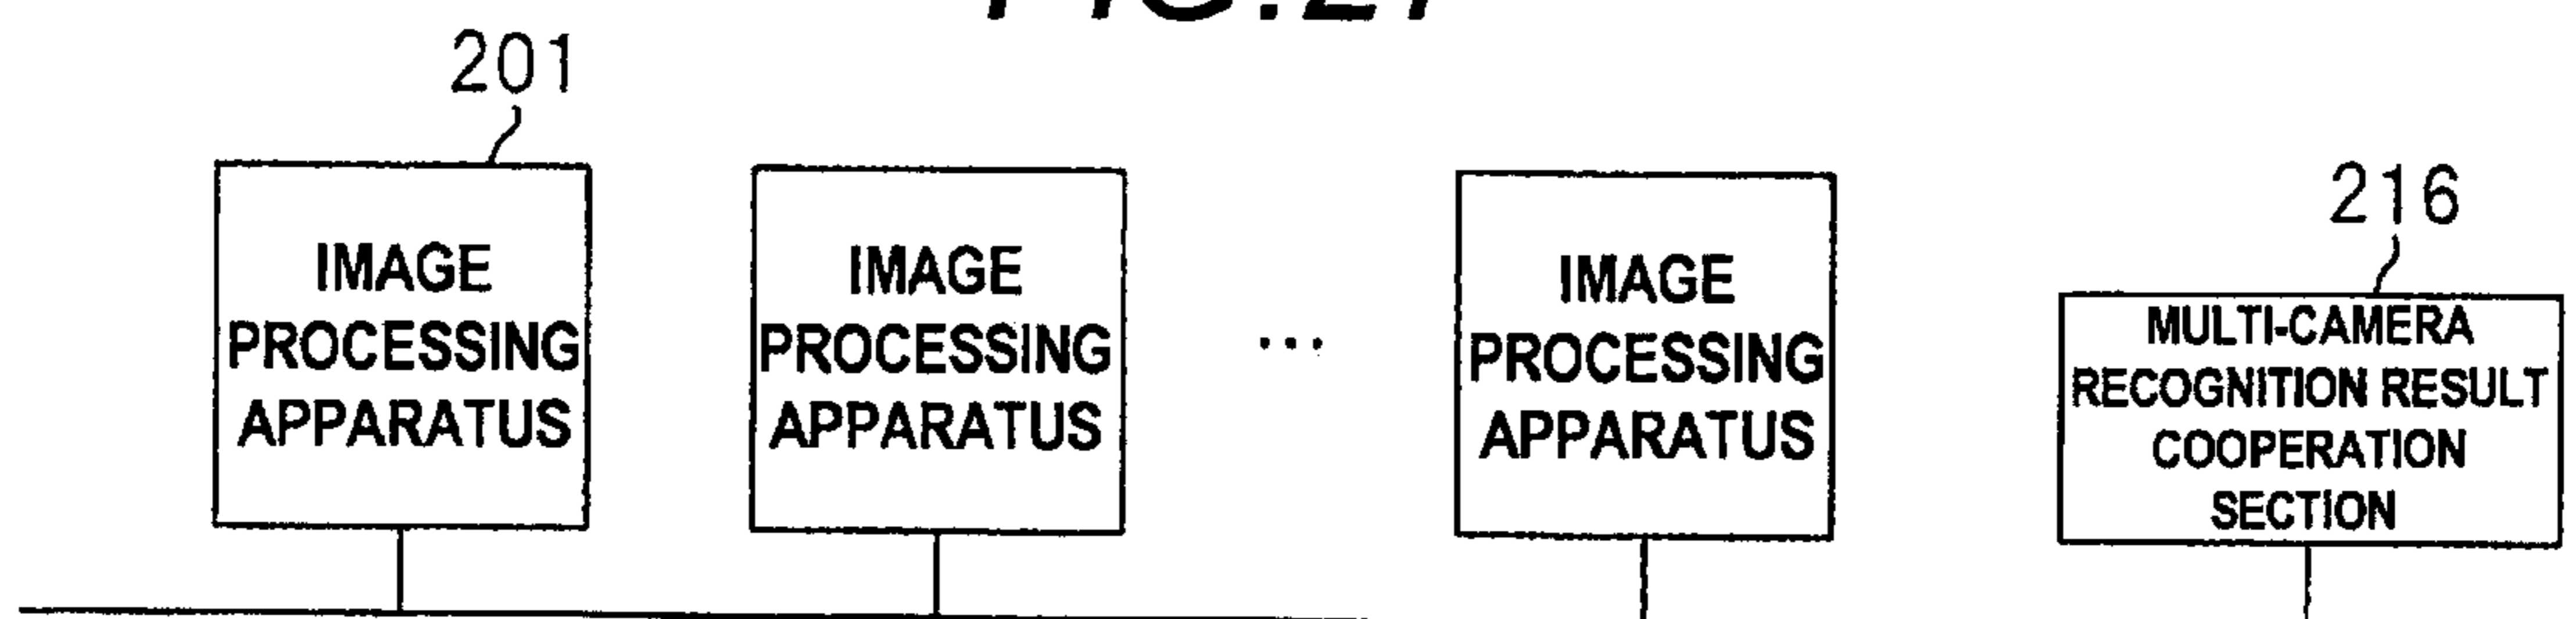 201
216
IMAGE
PROCESSING
APPARATUS
IMAGE
PROCESSING
APPARATUS
...
IMAGE
PROCESSING
APPARATUS
MULTI-CAMERA
RECOGNITION RESULT
COOPERATION
SECTION